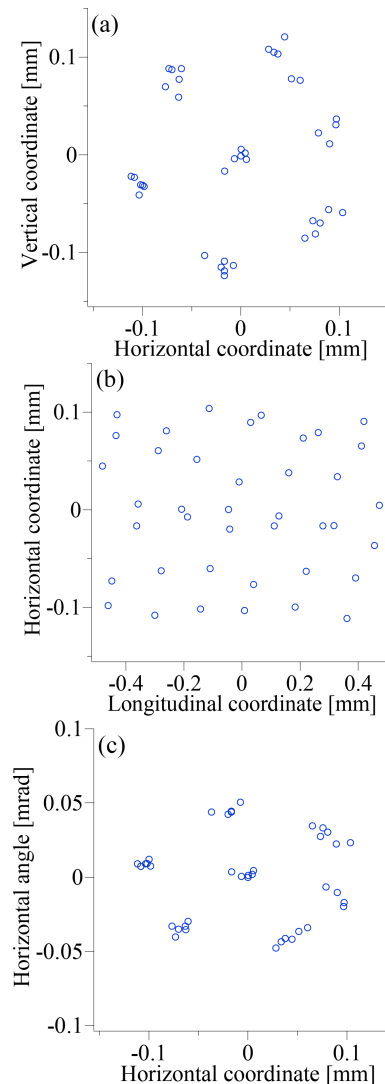 (a)
Vertical coordinate [mm]
0.1
0
-0.1
-0.1 0 0.1
Horizontal coordinate [mm]
(b)
Horizontal coordinate [mm]
0.1
0
-0.1
-0.4 -0.2 0 0.2 0.4
Longitudinal coordinate [mm]
(c)
Horizontal angle [mrad]
0.1
0.05
0
-0.05
-0.1
-0.1 0 0.1
Horizontal coordinate [mm]